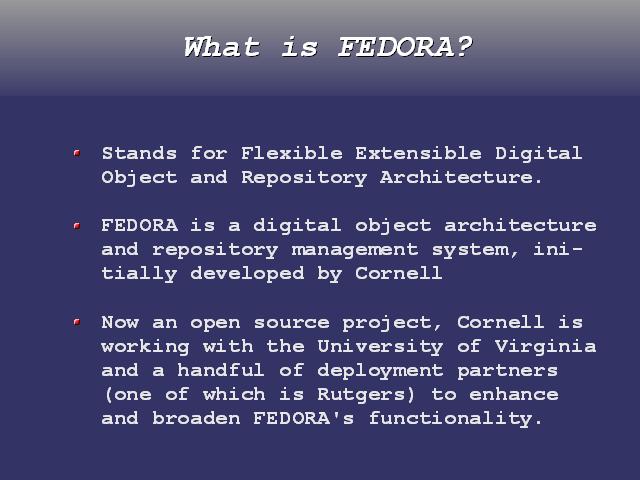 What is FEDORA?
Stands for Flexible Extensible Digital
Object and Repository Architecture.
FEDORA is a digital object architecture
and repository management system, ini-
tially developed by Cornell
Now an open source project, Cornell is
working with the University of Virginia
and a handful of deployment partners
(one of which is Rutgers) to enhance
and broaden FEDORA's functionality.